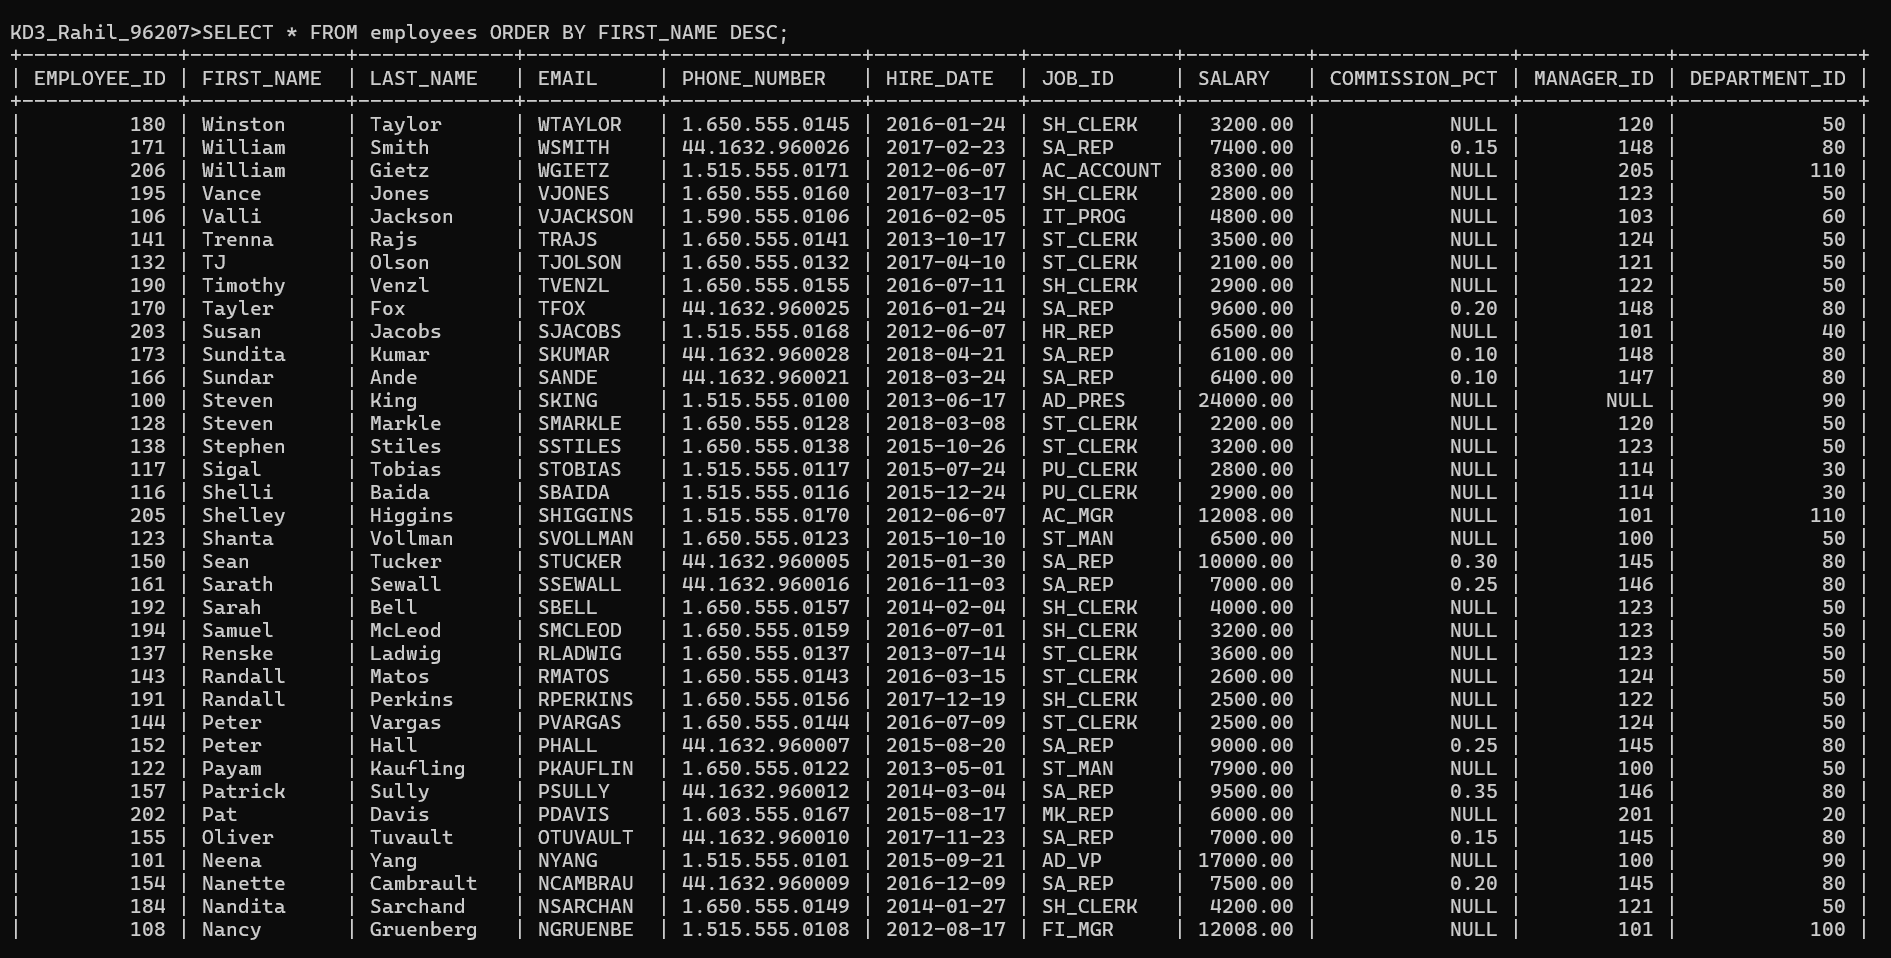 KD3_Rahil_96207>SELECT * FROM employees ORDER BY FIRST_NAME DESC;
+-------------+-------------+-------------+-----------+----------------+------------+------------+----------+----------------+------------+---------------+
| EMPLOYEE_ID | FIRST_NAME  | LAST_NAME   | EMAIL     | PHONE_NUMBER   | HIRE_DATE  | JOB_ID     | SALARY   | COMMISSION_PCT | MANAGER_ID | DEPARTMENT_ID |
+-------------+-------------+-------------+-----------+----------------+------------+------------+----------+----------------+------------+---------------+
|         180 | Winston     | Taylor      | WTAYLOR   | 1.650.555.0145 | 2016-01-24 | SH_CLERK   |  3200.00 |           NULL |        120 |            50 |
|         171 | William     | Smith       | WSMITH    | 44.1632.960026 | 2017-02-23 | SA_REP     |  7400.00 |           0.15 |        148 |            80 |
|         206 | William     | Gietz       | WGIETZ    | 1.515.555.0171 | 2012-06-07 | AC_ACCOUNT |  8300.00 |           NULL |        205 |           110 |
|         195 | Vance       | Jones       | VJONES    | 1.650.555.0160 | 2017-03-17 | SH_CLERK   |  2800.00 |           NULL |        123 |            50 |
|         106 | Valli       | Jackson     | VJACKSON  | 1.590.555.0106 | 2016-02-05 | IT_PROG    |  4800.00 |           NULL |        103 |            60 |
|         141 | Trenna      | Rajs        | TRAJS     | 1.650.555.0141 | 2013-10-17 | ST_CLERK   |  3500.00 |           NULL |        124 |            50 |
|         132 | TJ          | Olson       | TJOLSON   | 1.650.555.0132 | 2017-04-10 | ST_CLERK   |  2100.00 |           NULL |        121 |            50 |
|         190 | Timothy     | Venzl       | TVENZL    | 1.650.555.0155 | 2016-07-11 | SH_CLERK   |  2900.00 |           NULL |        122 |            50 |
|         170 | Tayler      | Fox         | TFOX      | 44.1632.960025 | 2016-01-24 | SA_REP     |  9600.00 |           0.20 |        148 |            80 |
|         203 | Susan       | Jacobs      | SJACOBS   | 1.515.555.0168 | 2012-06-07 | HR_REP     |  6500.00 |           NULL |        101 |            40 |
|         173 | Sundita     | Kumar       | SKUMAR    | 44.1632.960028 | 2018-04-21 | SA_REP     |  6100.00 |           0.10 |        148 |            80 |
|         166 | Sundar      | Ande        | SANDE     | 44.1632.960021 | 2018-03-24 | SA_REP     |  6400.00 |           0.10 |        147 |            80 |
|         100 | Steven      | King        | SKING     | 1.515.555.0100 | 2013-06-17 | AD_PRES    | 24000.00 |           NULL |       NULL |            90 |
|         128 | Steven      | Markle      | SMARKLE   | 1.650.555.0128 | 2018-03-08 | ST_CLERK   |  2200.00 |           NULL |        120 |            50 |
|         138 | Stephen     | Stiles      | SSTILES   | 1.650.555.0138 | 2015-10-26 | ST_CLERK   |  3200.00 |           NULL |        123 |            50 |
|         117 | Sigal       | Tobias      | STOBIAS   | 1.515.555.0117 | 2015-07-24 | PU_CLERK   |  2800.00 |           NULL |        114 |            30 |
|         116 | Shelli      | Baida       | SBAIDA    | 1.515.555.0116 | 2015-12-24 | PU_CLERK   |  2900.00 |           NULL |        114 |            30 |
|         205 | Shelley     | Higgins     | SHIGGINS  | 1.515.555.0170 | 2012-06-07 | AC_MGR     | 12008.00 |           NULL |        101 |           110 |
|         123 | Shanta      | Vollman     | SVOLLMAN  | 1.650.555.0123 | 2015-10-10 | ST_MAN     |  6500.00 |           NULL |        100 |            50 |
|         150 | Sean        | Tucker      | STUCKER   | 44.1632.960005 | 2015-01-30 | SA_REP     | 10000.00 |           0.30 |        145 |            80 |
|         161 | Sarath      | Sewall      | SSEWALL   | 44.1632.960016 | 2016-11-03 | SA_REP     |  7000.00 |           0.25 |        146 |            80 |
|         192 | Sarah       | Bell        | SBELL     | 1.650.555.0157 | 2014-02-04 | SH_CLERK   |  4000.00 |           NULL |        123 |            50 |
|         194 | Samuel      | McLeod      | SMCLEOD   | 1.650.555.0159 | 2016-07-01 | SH_CLERK   |  3200.00 |           NULL |        123 |            50 |
|         137 | Renske      | Ladwig      | RLADWIG   | 1.650.555.0137 | 2013-07-14 | ST_CLERK   |  3600.00 |           NULL |        123 |            50 |
|         143 | Randall     | Matos       | RMATOS    | 1.650.555.0143 | 2016-03-15 | ST_CLERK   |  2600.00 |           NULL |        124 |            50 |
|         191 | Randall     | Perkins     | RPERKINS  | 1.650.555.0156 | 2017-12-19 | SH_CLERK   |  2500.00 |           NULL |        122 |            50 |
|         144 | Peter       | Vargas      | PVARGAS   | 1.650.555.0144 | 2016-07-09 | ST_CLERK   |  2500.00 |           NULL |        124 |            50 |
|         152 | Peter       | Hall        | PHALL     | 44.1632.960007 | 2015-08-20 | SA_REP     |  9000.00 |           0.25 |        145 |            80 |
|         122 | Payam       | Kaufling    | PKAUFLIN  | 1.650.555.0122 | 2013-05-01 | ST_MAN     |  7900.00 |           NULL |        100 |            50 |
|         157 | Patrick     | Sully       | PSULLY    | 44.1632.960012 | 2014-03-04 | SA_REP     |  9500.00 |           0.35 |        146 |            80 |
|         202 | Pat         | Davis       | PDAVIS    | 1.603.555.0167 | 2015-08-17 | MK_REP     |  6000.00 |           NULL |        201 |            20 |
|         155 | Oliver      | Tuvault     | OTUVAULT  | 44.1632.960010 | 2017-11-23 | SA_REP     |  7000.00 |           0.15 |        145 |            80 |
|         101 | Neena       | Yang        | NYANG     | 1.515.555.0101 | 2015-09-21 | AD_VP      | 17000.00 |           NULL |        100 |            90 |
|         154 | Nanette     | Cambrault   | NCAMBRAU  | 44.1632.960009 | 2016-12-09 | SA_REP     |  7500.00 |           0.20 |        145 |            80 |
|         184 | Nandita     | Sarchand    | NSARCHAN  | 1.650.555.0149 | 2014-01-27 | SH_CLERK   |  4200.00 |           NULL |        121 |            50 |
|         108 | Nancy       | Gruenberg   | NGRUENBE  | 1.515.555.0108 | 2012-08-17 | FI_MGR     | 12008.00 |           NULL |        101 |           100 |